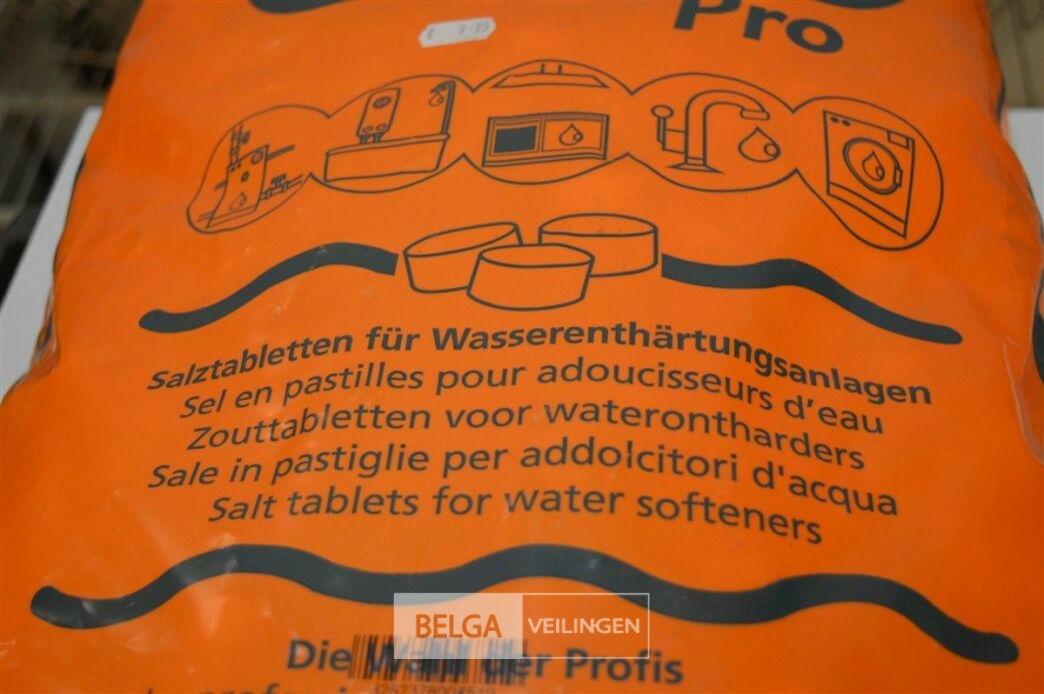 Pro
Salztabletten für Wasserenthärtungsanlagen
Sel en pastilles pour adoucisseurs d'eau
Zouttabletten voor waterontharders
Sale in pastiglie per addolcitori d'acqua
Salt tablets for water softeners
BELGA VEILINGEN
Die Wahl der Profis